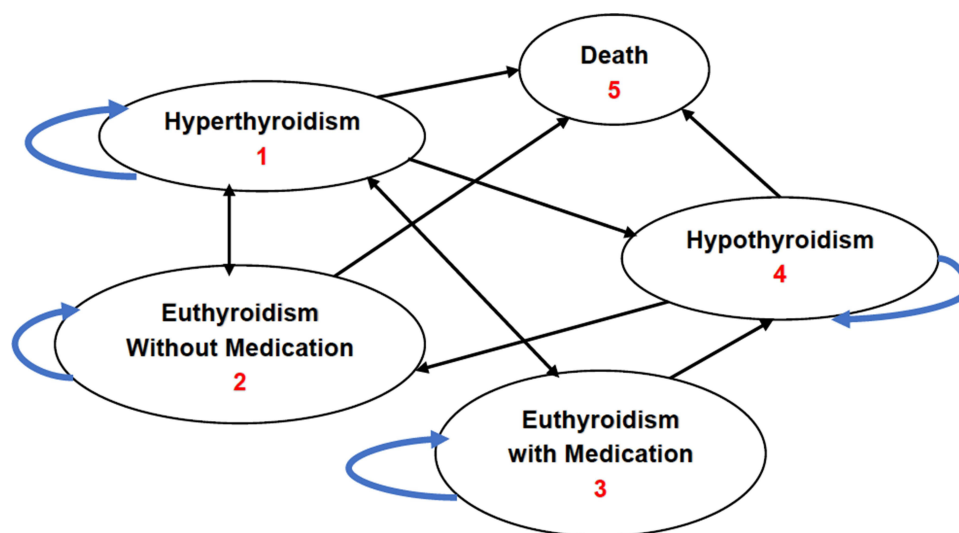 Death
5
Hyperthyroidism
1
Hypothyroidism
4
Euthyroidism
Without Medication
2
Euthyroidism
with Medication
3